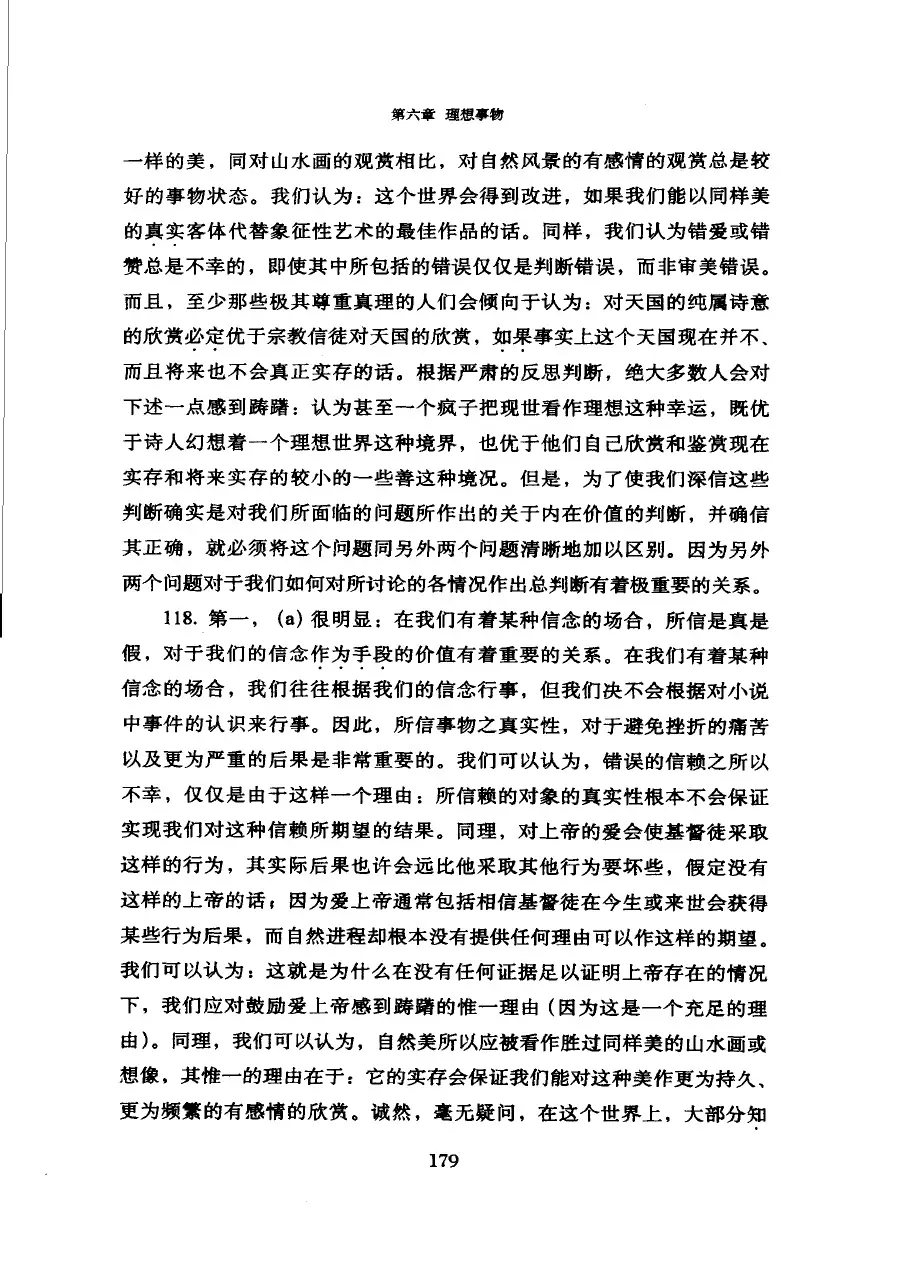 第六章 理想事物
一样的美，同对山水画的观赏相比，对自然风景的有感情的观赏总是较
好的事物状态。我们认为：这个世界会得到改进，如果我们能以同样美
的真实客体代替象征性艺术的最佳作品的话。同样，我们认为错爱或错
赞总是不幸的，即使其中所包括的错误仅仅是判断错误，而非审美错误。
而且，至少那些极其尊重真理的人们会倾向于认为：对天国的纯属诗意
的欣赏必定优于宗教信徒对天国的欣赏，如果事实上这个天国现在并不、
而且将来也不会真正实存的话。根据严肃的反思判断，绝大多数人会对
下述一点感到踌躇：认为甚至一个疯子把现世看作理想这种幸运，既优
于诗人幻想着一个理想世界这种境界，也优于他们自己欣赏和鉴赏现在
实存和将来实存的较小的一些善这种境况。但是，为了使我们深信这些
判断确实是对我们所面临的问题所作出的关于内在价值的判断，并确信
其正确，就必须将这个问题同另外两个问题清晰地加以区别。因为另外
两个问题对于我们如何对所讨论的各情况作出总判断有着极重要的关系。
118. 第一，(a) 很明显：在我们有着某种信念的场合，所信是真是
假，对于我们的信念作为手段的价值有着重要的关系。在我们有着某种
信念的场合，我们往往根据我们的信念行事，但我们决不会根据对小说
中事件的认识来行事。因此，所信事物之真实性，对于避免挫折的痛苦
以及更为严重的后果是非常重要的。我们可以认为，错误的信赖之所以
不幸，仅仅是由于这样一个理由：所信赖的对象的真实性根本不会保证
实现我们对这种信赖所期望的结果。同理，对上帝的爱会使基督徒采取
这样的行为，其实际后果也许会远比他采取其他行为要坏些，假定没有
这样的上帝的话；因为爱上帝通常包括相信基督徒在今生或来世会获得
某些行为后果，而自然进程却根本没有提供任何理由可以作这样的期望。
我们可以认为：这就是为什么在没有任何证据足以证明上帝存在的情况
下，我们应对鼓励爱上帝感到踌躇的惟一理由 (因为这是一个充足的理
由)。同理，我们可以认为，自然美所以应被看作胜过同样美的山水画或
想像，其惟一的理由在于：它的实存会保证我们能对这种美作更为持久、
更为频繁的有感情的欣赏。诚然，毫无疑问，在这个世界上，大部分知
179